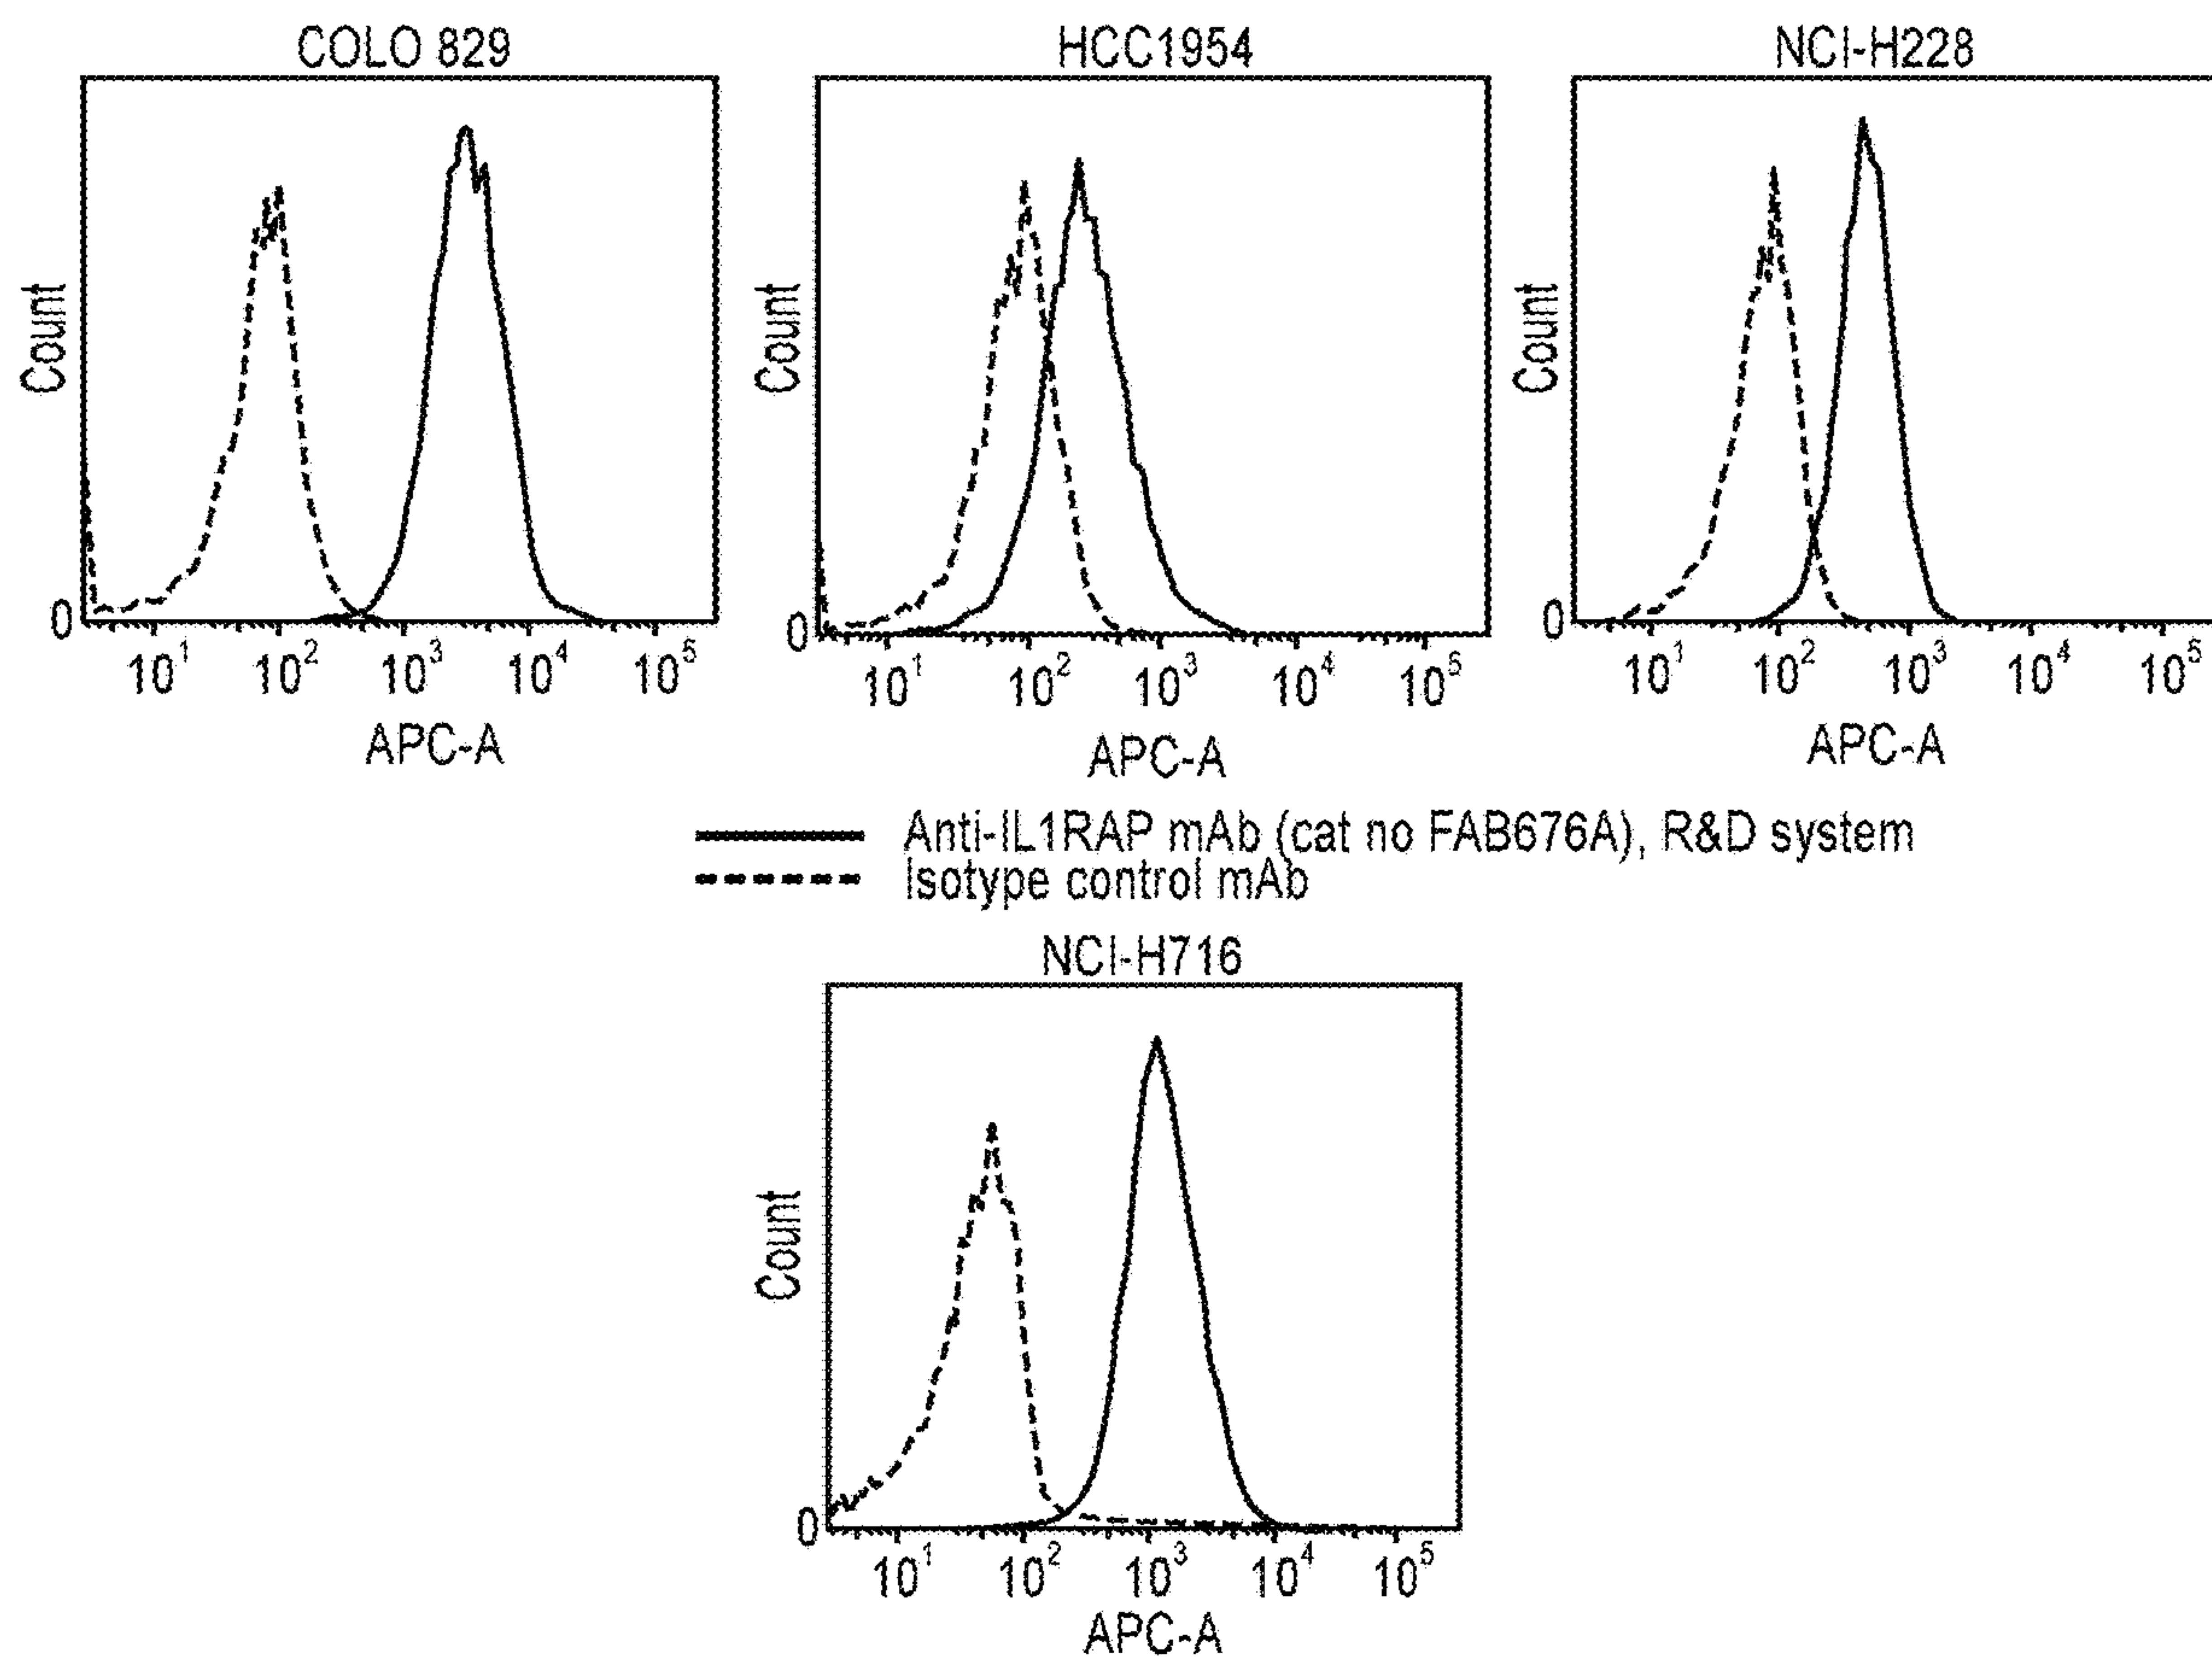 COLO 829
HCC1954
NCI-H228
Count
Count
Count
0
0
0
10¹ 10² 10³ 10⁴ 10⁵
10¹ 10² 10³ 10⁴ 10⁵
10¹ 10² 10³ 10⁴ 10⁵
APC-A
APC-A
APC-A
Anti-IL1RAP mAb (cat no FAB676A), R&D system
Isotype control mAb
NCI-H716
Count
0
10¹ 10² 10³ 10⁴ 10⁵
APC-A